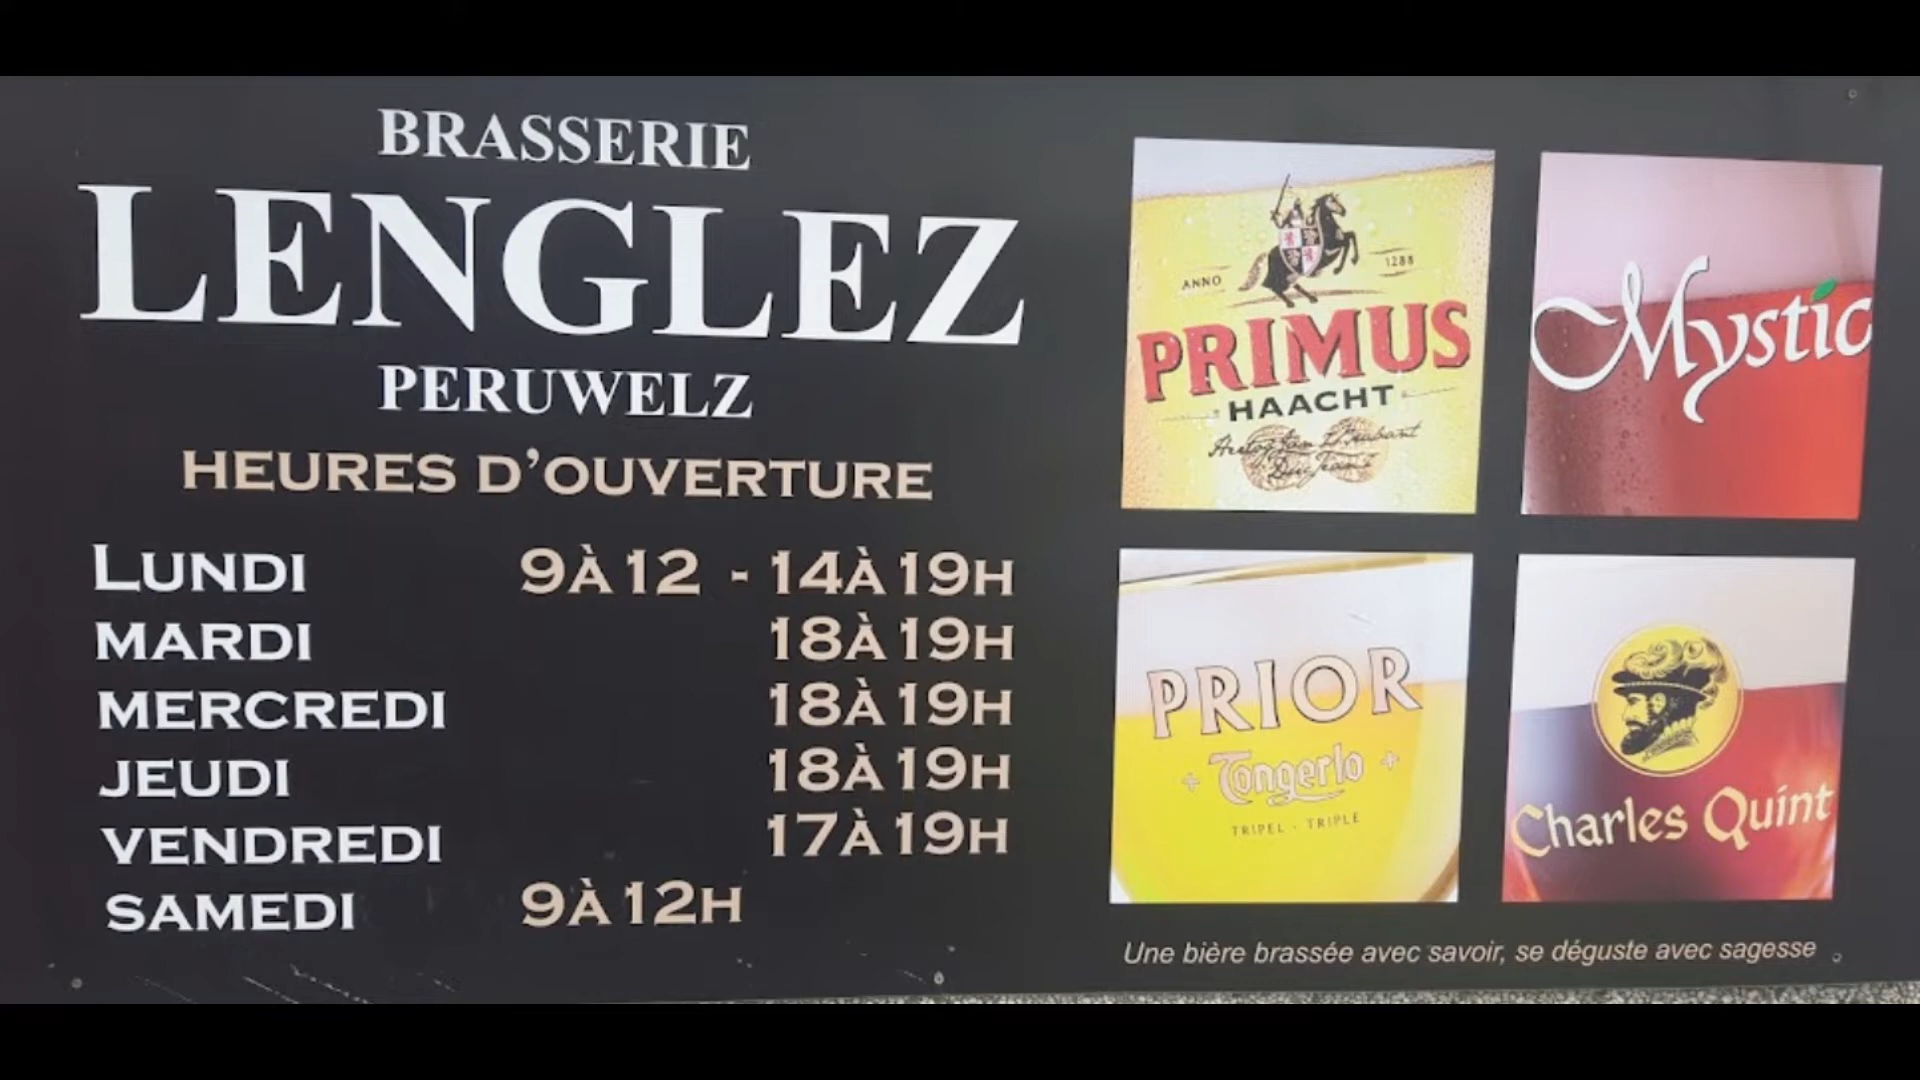 BRASSERIE
LENGLEZ
PERUWELZ
HEURES D'OUVERTURE
LUNDI 9À12 - 14À19H
MARDI 18À19H
MERCREDI 18À19H
JEUDI 18À19H
VENDREDI 17À19H
SAMEDI 9À12H
ANNO 1288
PRIMUS
HAACHT
Mystic
PRIOR
Tongerlo
TRIPEL - TRIPLE
Charles Quint
Une bière brassée avec savoir, se déguste avec sagesse